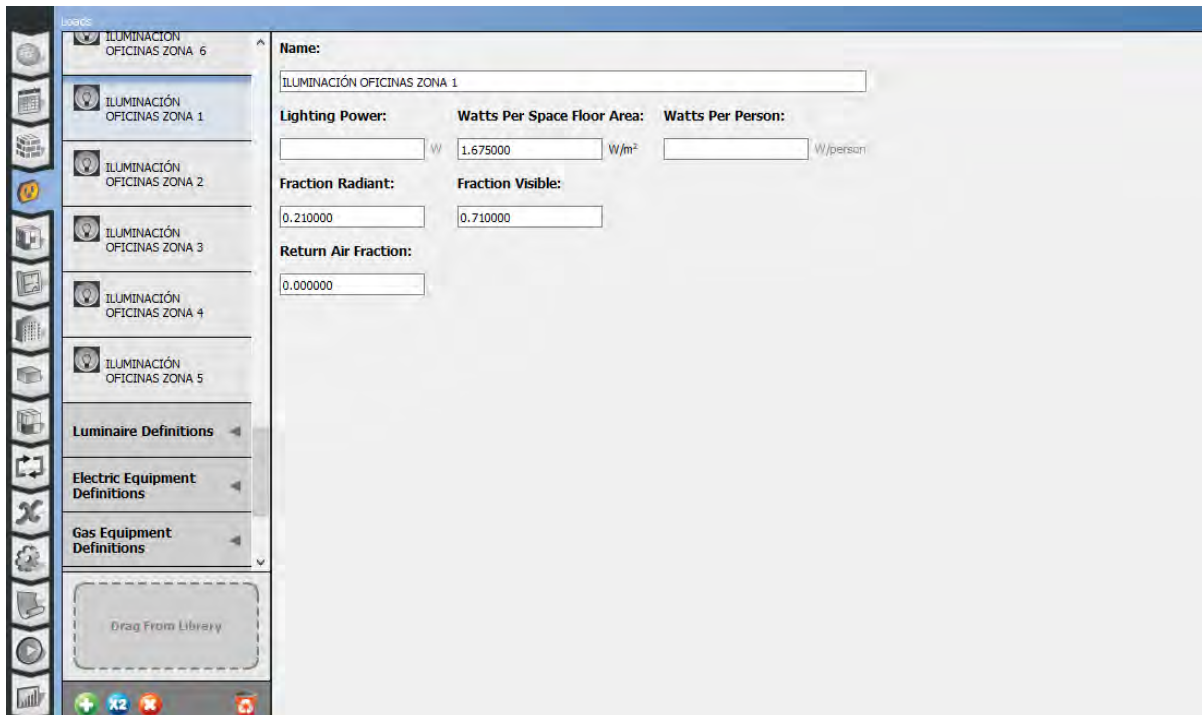 Loads
ILUMINACIÓN
OFICINAS ZONA 6
ILUMINACIÓN
OFICINAS ZONA 1
ILUMINACIÓN
OFICINAS ZONA 2
ILUMINACIÓN
OFICINAS ZONA 3
ILUMINACIÓN
OFICINAS ZONA 4
ILUMINACIÓN
OFICINAS ZONA 5
Luminaire Definitions
Electric Equipment
Definitions
Gas Equipment
Definitions
Drag From Library
X2
Name:
ILUMINACIÓN OFICINAS ZONA 1
Lighting Power: Watts Per Space Floor Area: Watts Per Person:
W 1.675000 W/m² W/person
Fraction Radiant: Fraction Visible:
0.210000 0.710000
Return Air Fraction:
0.000000